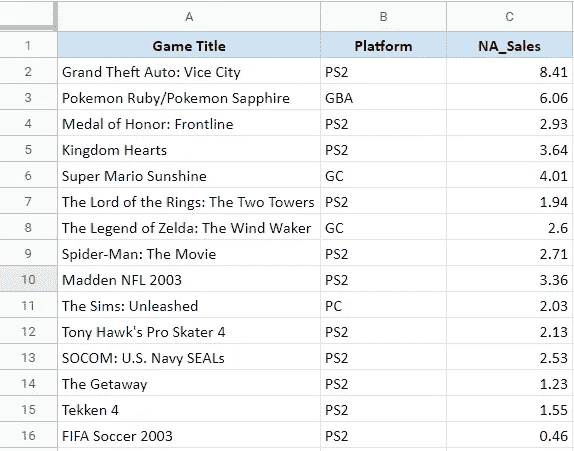 A B C
1 Game Title Platform NA_Sales
2 Grand Theft Auto: Vice City PS2 8.41
3 Pokemon Ruby/Pokemon Sapphire GBA 6.06
4 Medal of Honor: Frontline PS2 2.93
5 Kingdom Hearts PS2 3.64
6 Super Mario Sunshine GC 4.01
7 The Lord of the Rings: The Two Towers PS2 1.94
8 The Legend of Zelda: The Wind Waker GC 2.6
9 Spider-Man: The Movie PS2 2.71
10 Madden NFL 2003 PS2 3.36
11 The Sims: Unleashed PC 2.03
12 Tony Hawk's Pro Skater 4 PS2 2.13
13 SOCOM: U.S. Navy SEALs PS2 2.53
14 The Getaway PS2 1.23
15 Tekken 4 PS2 1.55
16 FIFA Soccer 2003 PS2 0.46